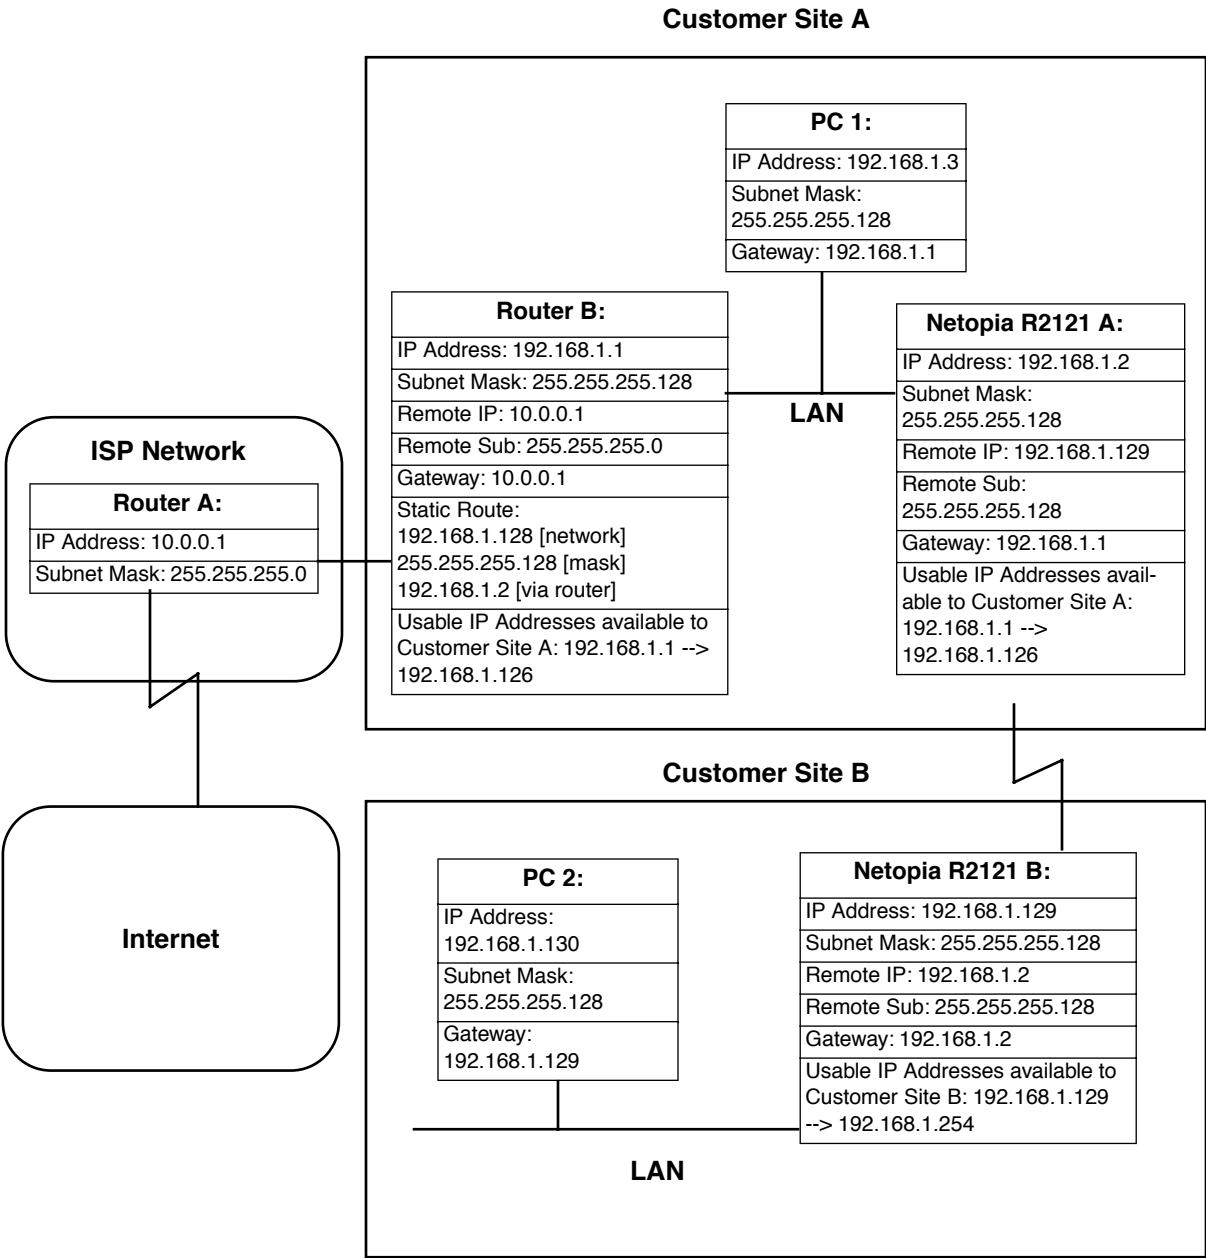 Customer Site A
PC 1:
IP Address: 192.168.1.3
Subnet Mask:
255.255.255.128
Gateway: 192.168.1.1
Router B:
IP Address: 192.168.1.1
Subnet Mask: 255.255.255.128
Remote IP: 10.0.0.1
Remote Sub: 255.255.255.0
Gateway: 10.0.0.1
Static Route:
192.168.1.128 [network]
255.255.255.128 [mask]
192.168.1.2 [via router]
Usable IP Addresses available to
Customer Site A: 192.168.1.1 -->
192.168.1.126
LAN
Netopia R2121 A:
IP Address: 192.168.1.2
Subnet Mask:
255.255.255.128
Remote IP: 192.168.1.129
Remote Sub:
255.255.255.128
Gateway: 192.168.1.1
Usable IP Addresses avail-
able to Customer Site A:
192.168.1.1 -->
192.168.1.126
ISP Network
Router A:
IP Address: 10.0.0.1
Subnet Mask: 255.255.255.0
Internet
Customer Site B
PC 2:
IP Address:
192.168.1.130
Subnet Mask:
255.255.255.128
Gateway:
192.168.1.129
Netopia R2121 B:
IP Address: 192.168.1.129
Subnet Mask: 255.255.255.128
Remote IP: 192.168.1.2
Remote Sub: 255.255.255.128
Gateway: 192.168.1.2
Usable IP Addresses available to
Customer Site B: 192.168.1.129
--> 192.168.1.254
LAN